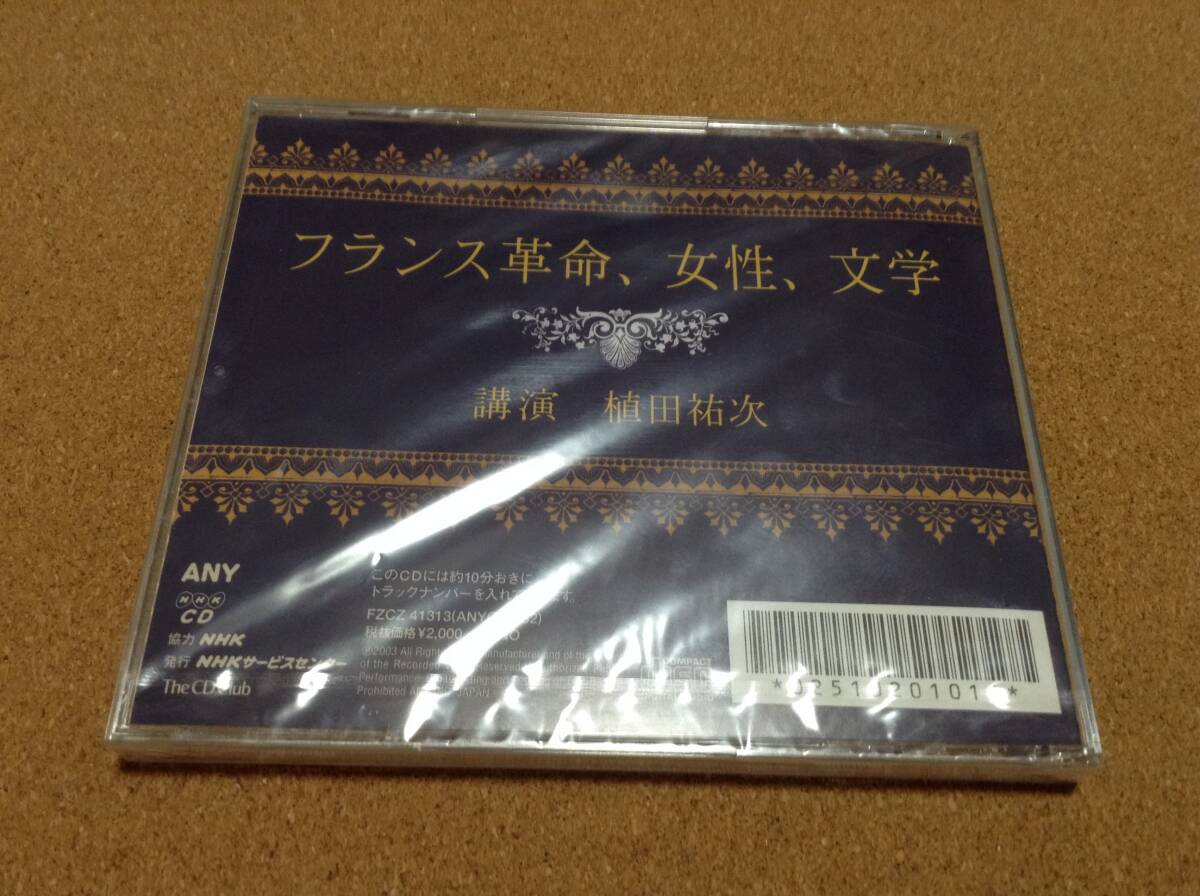 フランス革命、女性、文学
講演 植田祐次
ANY
NHK
CD
協力 NHK
発行 NHKサービスセンター
The CD Club
このCDには約10分おきに
トラックナンバーを入れて
FZCZ 41313(ANY
税抜価格¥2,000
℗2003 All Rig
of the Recorde
Reserved
Performance
Prohibited
JAPAN
COMPACT